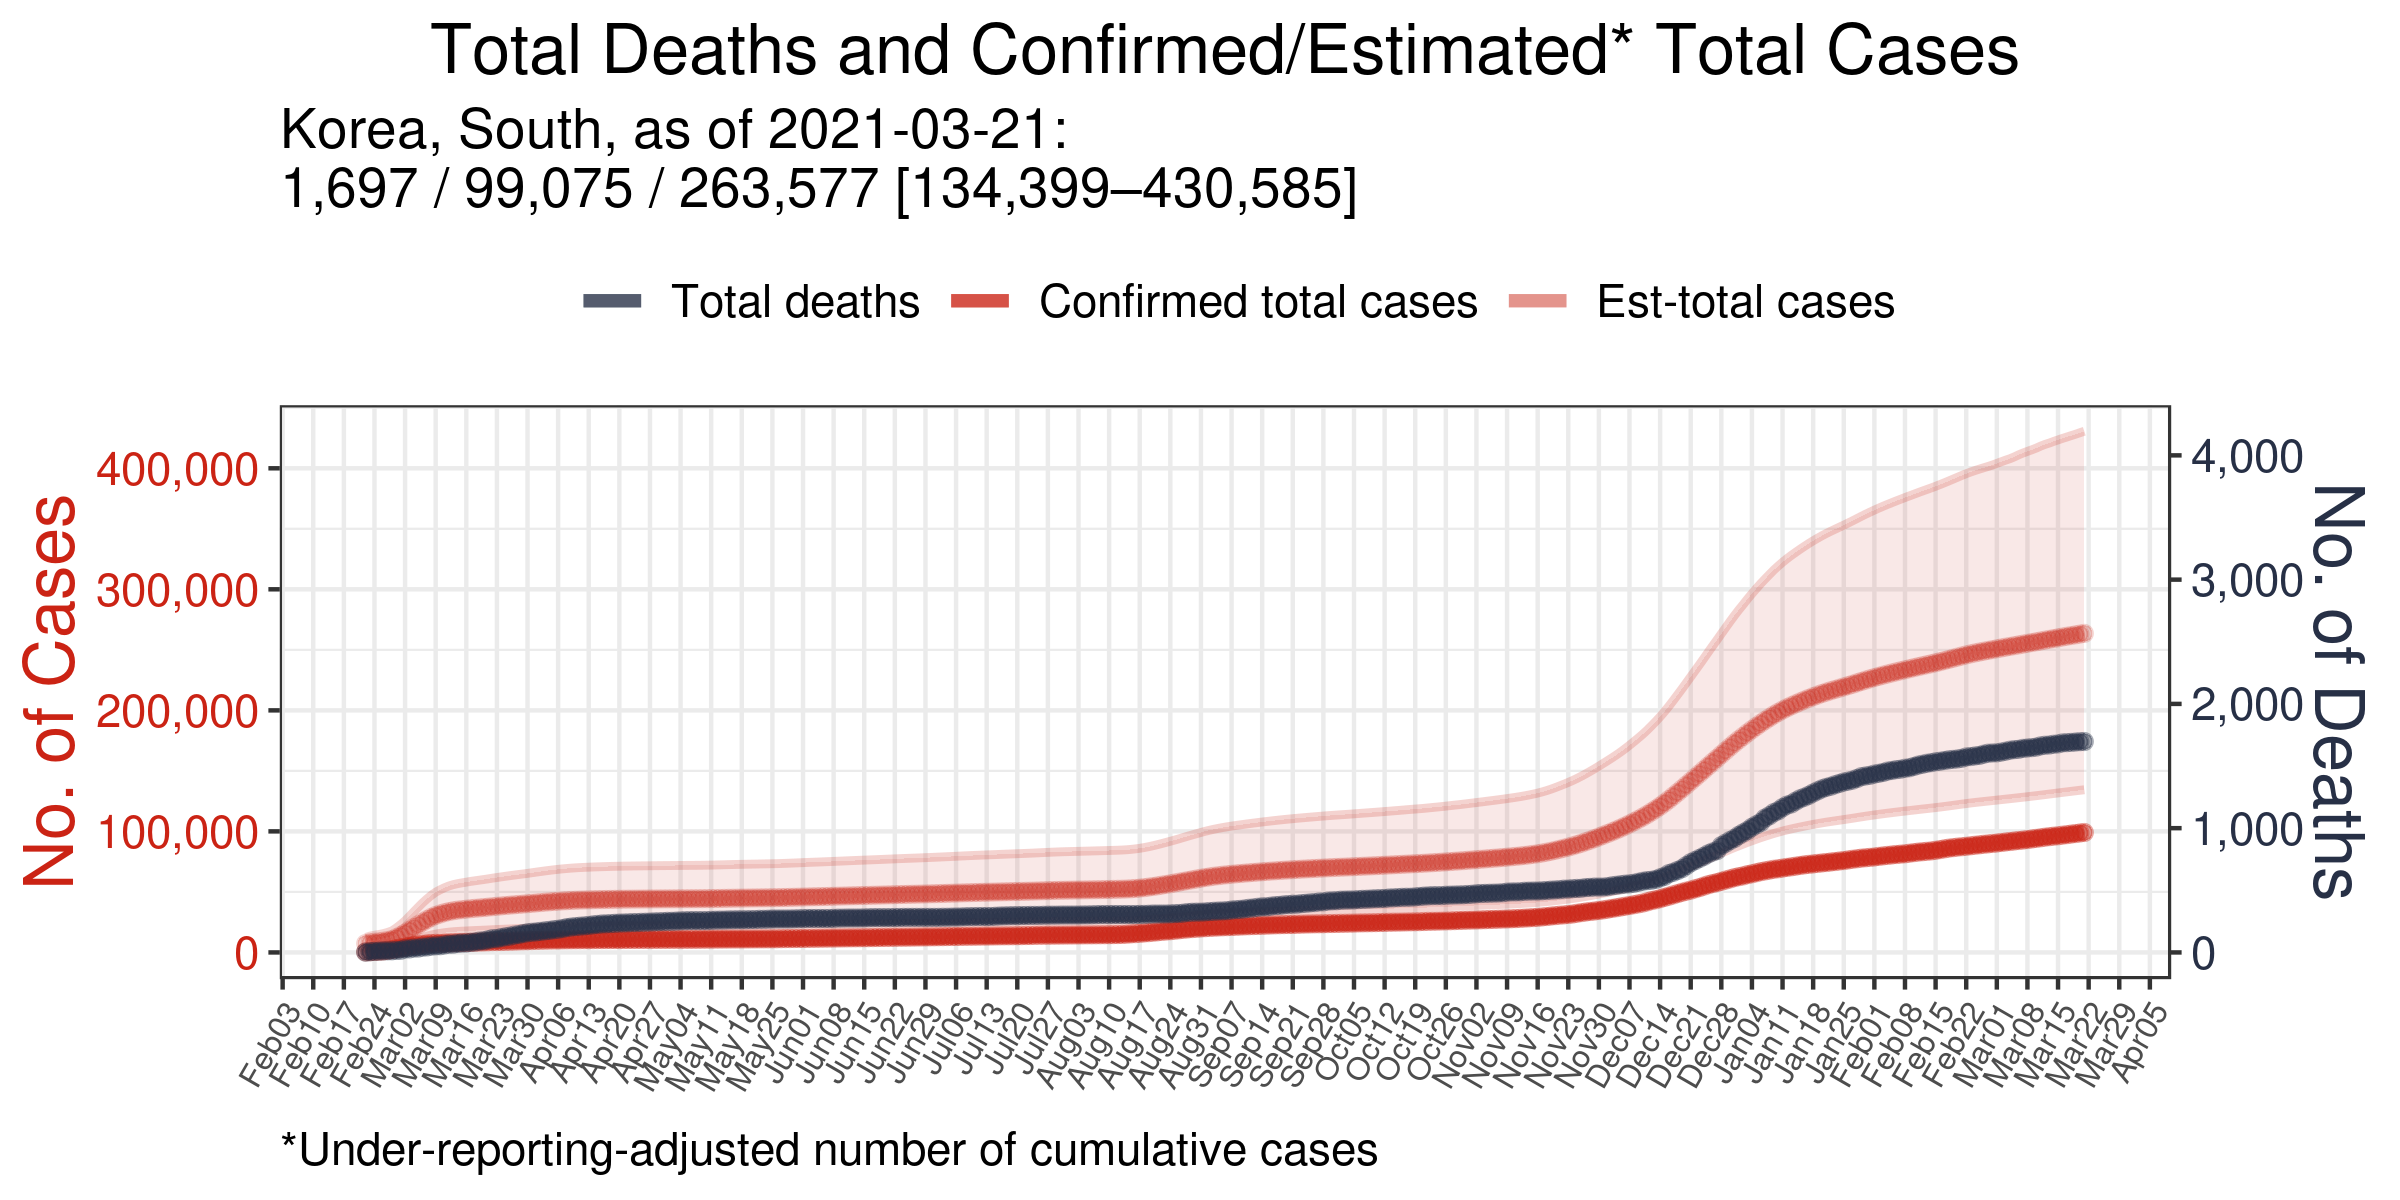 Total Deaths and Confirmed/Estimated* Total Cases
Korea, South, as of 2021-03-21:
1,697 / 99,075 / 263,577 [134,399–430,585]
Total deaths
Confirmed total cases
Est-total cases
No. of Cases
400,000
300,000
200,000
100,000
0
4,000
3,000
2,000
1,000
0
No. of Deaths
Feb03
Feb10
Feb17
Feb24
Mar02
Mar09
Mar16
Mar23
Mar30
Apr06
Apr13
Apr20
Apr27
May04
May11
May18
May25
Jun01
Jun08
Jun15
Jun22
Jun29
Jul06
Jul13
Jul20
Jul27
Aug03
Aug10
Aug17
Aug24
Aug31
Sep07
Sep14
Sep21
Sep28
Oct05
Oct12
Oct19
Oct26
Nov02
Nov09
Nov16
Nov23
Nov30
Dec07
Dec14
Dec21
Dec28
Jan04
Jan11
Jan18
Jan25
Feb01
Feb08
Feb15
Feb22
Mar01
Mar08
Mar15
Mar22
Mar29
Apr05
*Under-reporting-adjusted number of cumulative cases